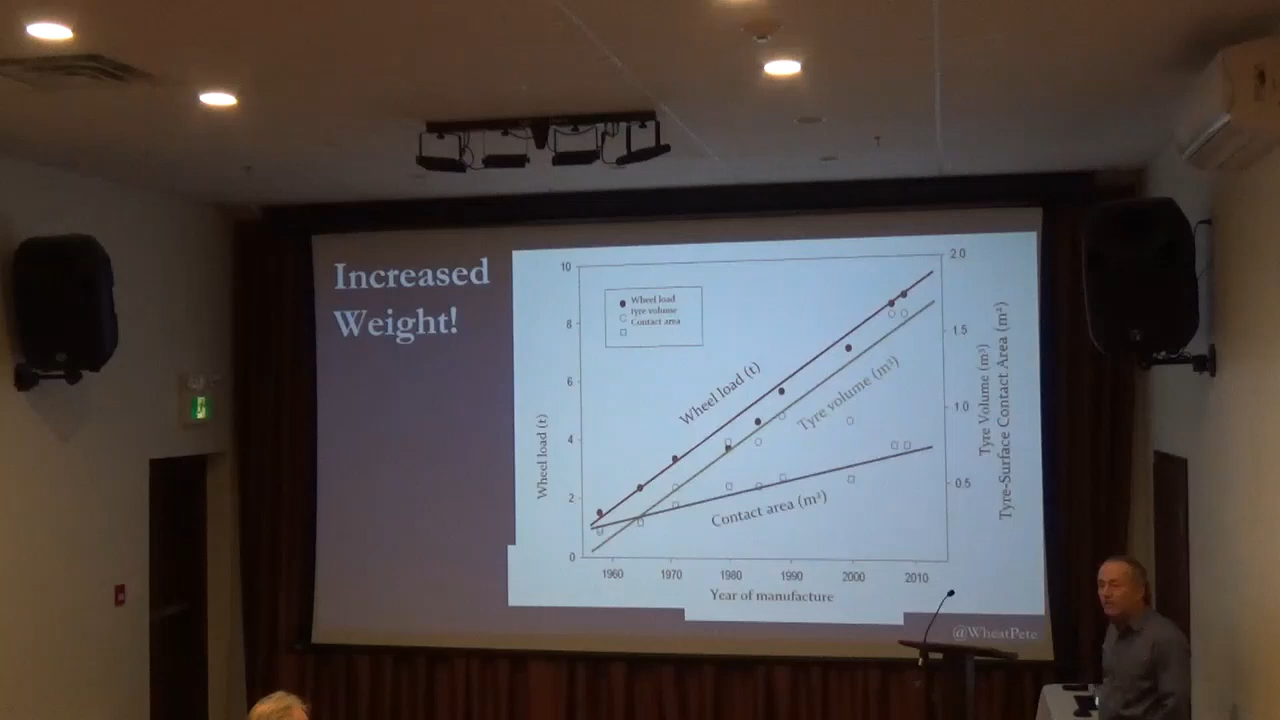 Increased
Weight!
10
8
6
4
2
0
Wheel load (t)
Wheel load
tyre volume
Contact area
Wheel load (t)
Tyre volume (m³)
Contact area (m³)
2.0
1.5
1.0
0.5
Tyre Volume (m³)
Tyre-Surface Contact Area (m²)
1960 1970 1980 1990 2000 2010
Year of manufacture
@WheatPete